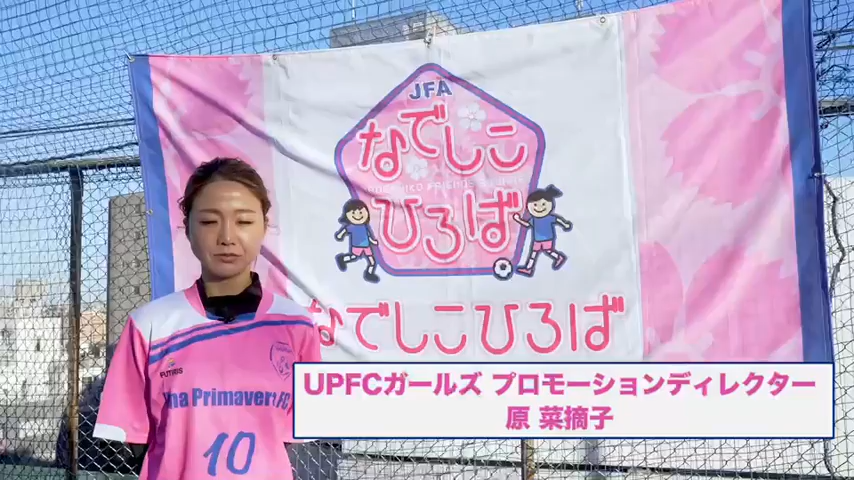 JFA
なでしこ
ひろば
なでしこひろば
FUTURIS
na Primavera FC
10
UPFCガールズ プロモーションディレクター
原 菜摘子